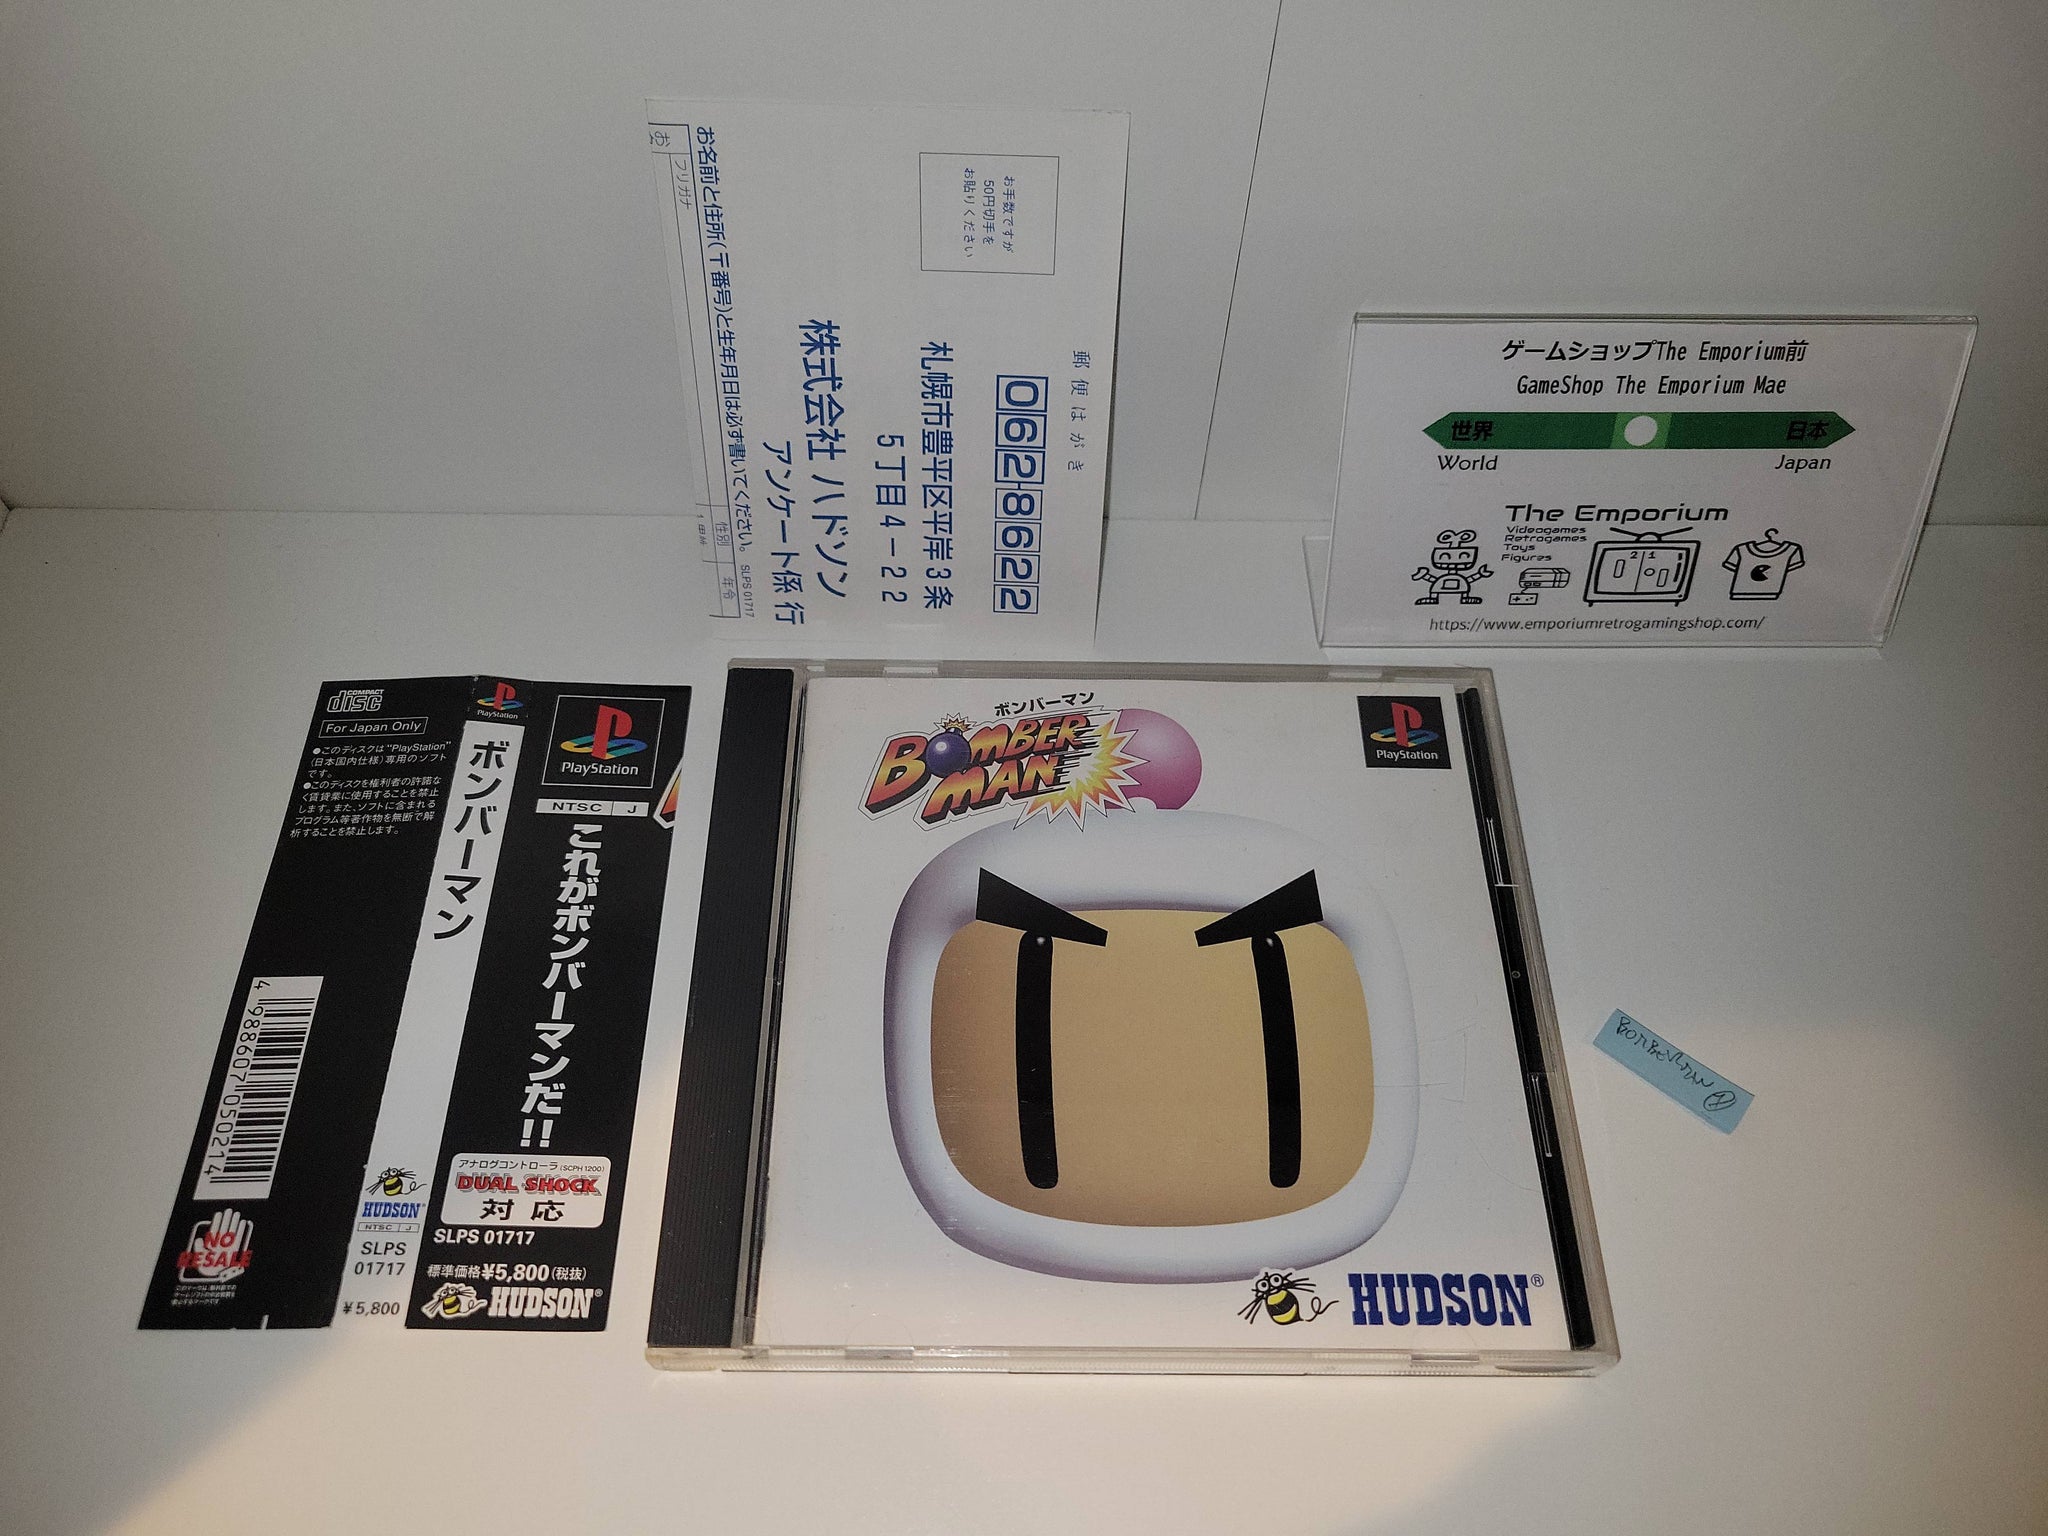 お手数ですが
50円切手を
お貼りください
郵便はがき
062-8622
札幌市豊平区平岸3条
5丁目4-22
株式会社 ハドソン
アンケート係 行
お名前と住所(〒番号)と生年月日は必ず書いてください。 SLPS 01717
フリガナ
お
性別
年令
ゲームショップThe Emporium前
GameShop The Emporium Mae
世界
日本
World
Japan
The Emporium
Videogames
Retrogames
Toys
Figures
2 1
https://www.emporiumretrogamingshop.com/
COMPACT
disc
For Japan Only
●このディスクは"PlayStation"
(日本国内仕様)専用のソフト
です。
●このディスクを権利者の許諾な
く賃貸業に使用することを禁止
します。また、ソフトに含まれる
プログラム等著作物を無断で解
析することを禁止します。
4 988607 050214
NO
RESALE
PlayStation
ボンバーマン
HUDSON
NTSC J
SLPS
01717
¥5,800
PlayStation
NTSC J
これがボンバーマンだ!!
アナログコントローラ(SCPH1200)
DUAL SHOCK
対応
SLPS 01717
標準価格¥5,800(税抜)
HUDSON®
ボンバーマン
BOMBER
MAN
PlayStation
HUDSON®
BOMBERMAN